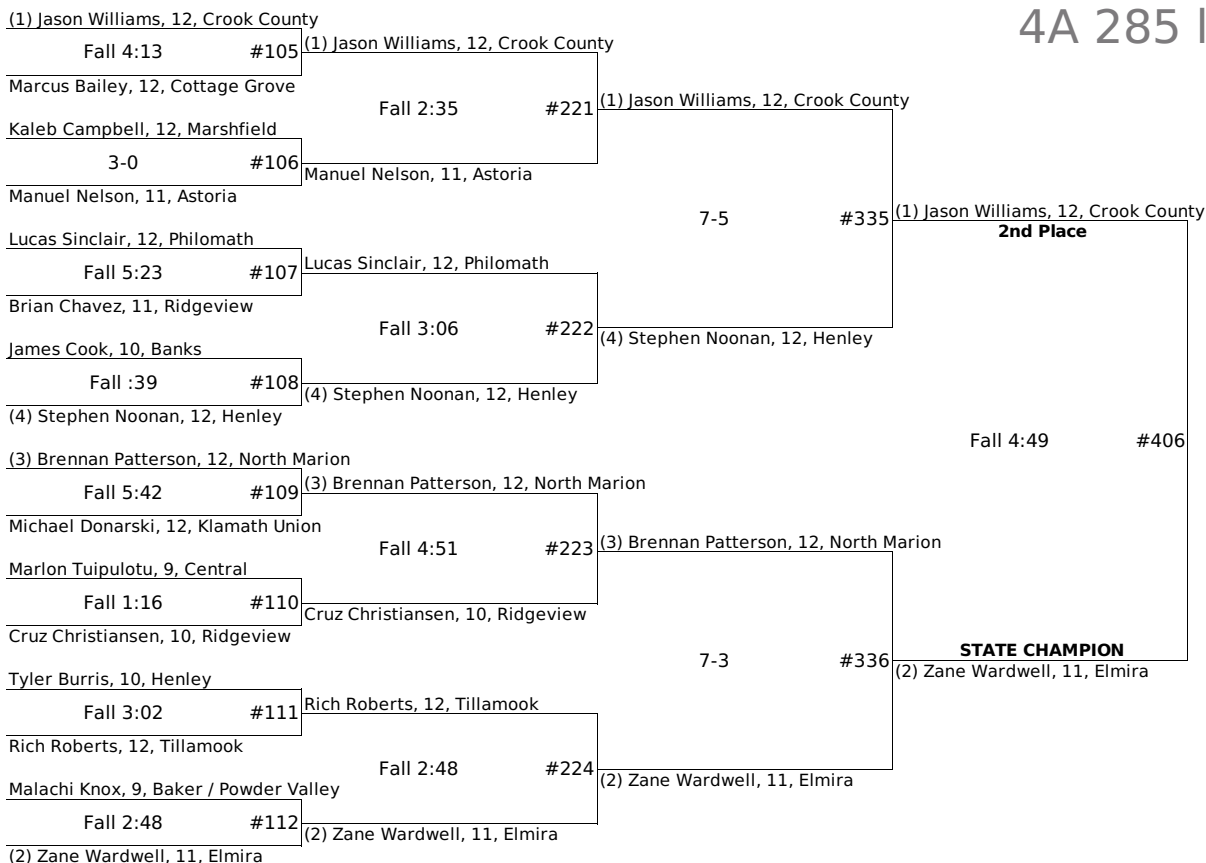 4A 285 l
(1) Jason Williams, 12, Crook County
Fall 4:13 #105
Marcus Bailey, 12, Cottage Grove
Kaleb Campbell, 12, Marshfield
3-0 #106
Manuel Nelson, 11, Astoria
Lucas Sinclair, 12, Philomath
Fall 5:23 #107
Brian Chavez, 11, Ridgeview
James Cook, 10, Banks
Fall :39 #108
(4) Stephen Noonan, 12, Henley
(3) Brennan Patterson, 12, North Marion
Fall 5:42 #109
Michael Donarski, 12, Klamath Union
Marlon Tuipulotu, 9, Central
Fall 1:16 #110
Cruz Christiansen, 10, Ridgeview
Tyler Burris, 10, Henley
Fall 3:02 #111
Rich Roberts, 12, Tillamook
Malachi Knox, 9, Baker / Powder Valley
Fall 2:48 #112
(2) Zane Wardwell, 11, Elmira
(1) Jason Williams, 12, Crook County
Fall 2:35 #221
Manuel Nelson, 11, Astoria
Lucas Sinclair, 12, Philomath
Fall 3:06 #222
(4) Stephen Noonan, 12, Henley
(3) Brennan Patterson, 12, North Marion
Fall 4:51 #223
Cruz Christiansen, 10, Ridgeview
Rich Roberts, 12, Tillamook
Fall 2:48 #224
(2) Zane Wardwell, 11, Elmira
(1) Jason Williams, 12, Crook County
7-5 #335
(4) Stephen Noonan, 12, Henley
(3) Brennan Patterson, 12, North Marion
7-3 #336
(2) Zane Wardwell, 11, Elmira
(1) Jason Williams, 12, Crook County
2nd Place
Fall 4:49 #406
STATE CHAMPION
(2) Zane Wardwell, 11, Elmira